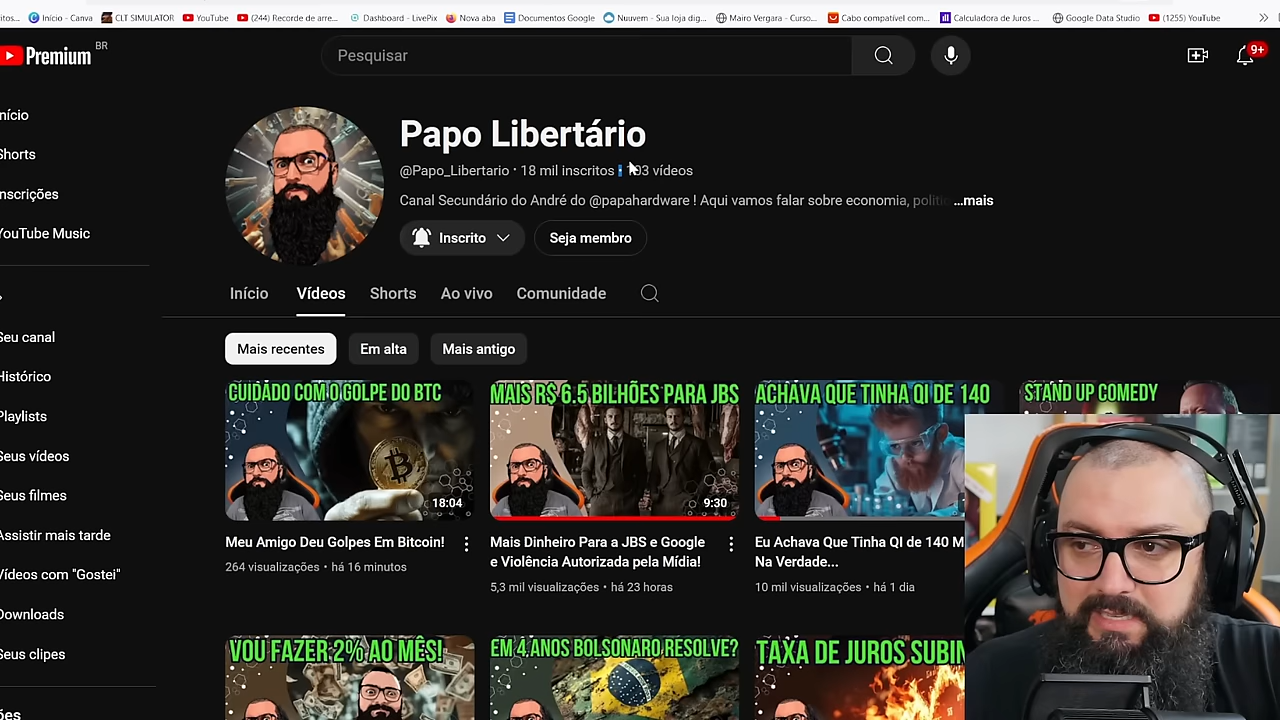 itos...
Início - Canva
CLT SIMULATOR
YouTube
(244) Recorde de arre...
Dashboard - LivePix
Nova aba
Documentos Google
Nuuvem - Sua loja dig...
Mairo Vergara - Curso...
Cabo compatível com...
Calculadora de Juros ...
Google Data Studio
(1255) YouTube
Premium BR
Pesquisar
9+
nício
Shorts
nscrições
YouTube Music
Seu canal
Histórico
Playlists
Seus vídeos
Seus filmes
Assistir mais tarde
Vídeos com "Gostei"
Downloads
Seus clipes
ões
Papo Libertário
@Papo_Libertario • 18 mil inscritos • 103 vídeos
Canal Secundário do André do @papahardware ! Aqui vamos falar sobre economia, polític ...mais
Inscrito
Seja membro
Início
Vídeos
Shorts
Ao vivo
Comunidade
Mais recentes
Em alta
Mais antigo
CUIDADO COM O GOLPE DO BTC
18:04
Meu Amigo Deu Golpes Em Bitcoin!
264 visualizações • há 16 minutos
MAIS R$ 6.5 BILHÕES PARA JBS
9:30
Mais Dinheiro Para a JBS e Google
e Violência Autorizada pela Mídia!
5,3 mil visualizações • há 23 horas
ACHAVA QUE TINHA QI DE 140
Eu Achava Que Tinha QI de 140 M
Na Verdade...
10 mil visualizações • há 1 dia
STAND UP COMEDY
VOU FAZER 2% AO MÊS!
EM 4 ANOS BOLSONARO RESOLVE?
TAXA DE JUROS SUBIN